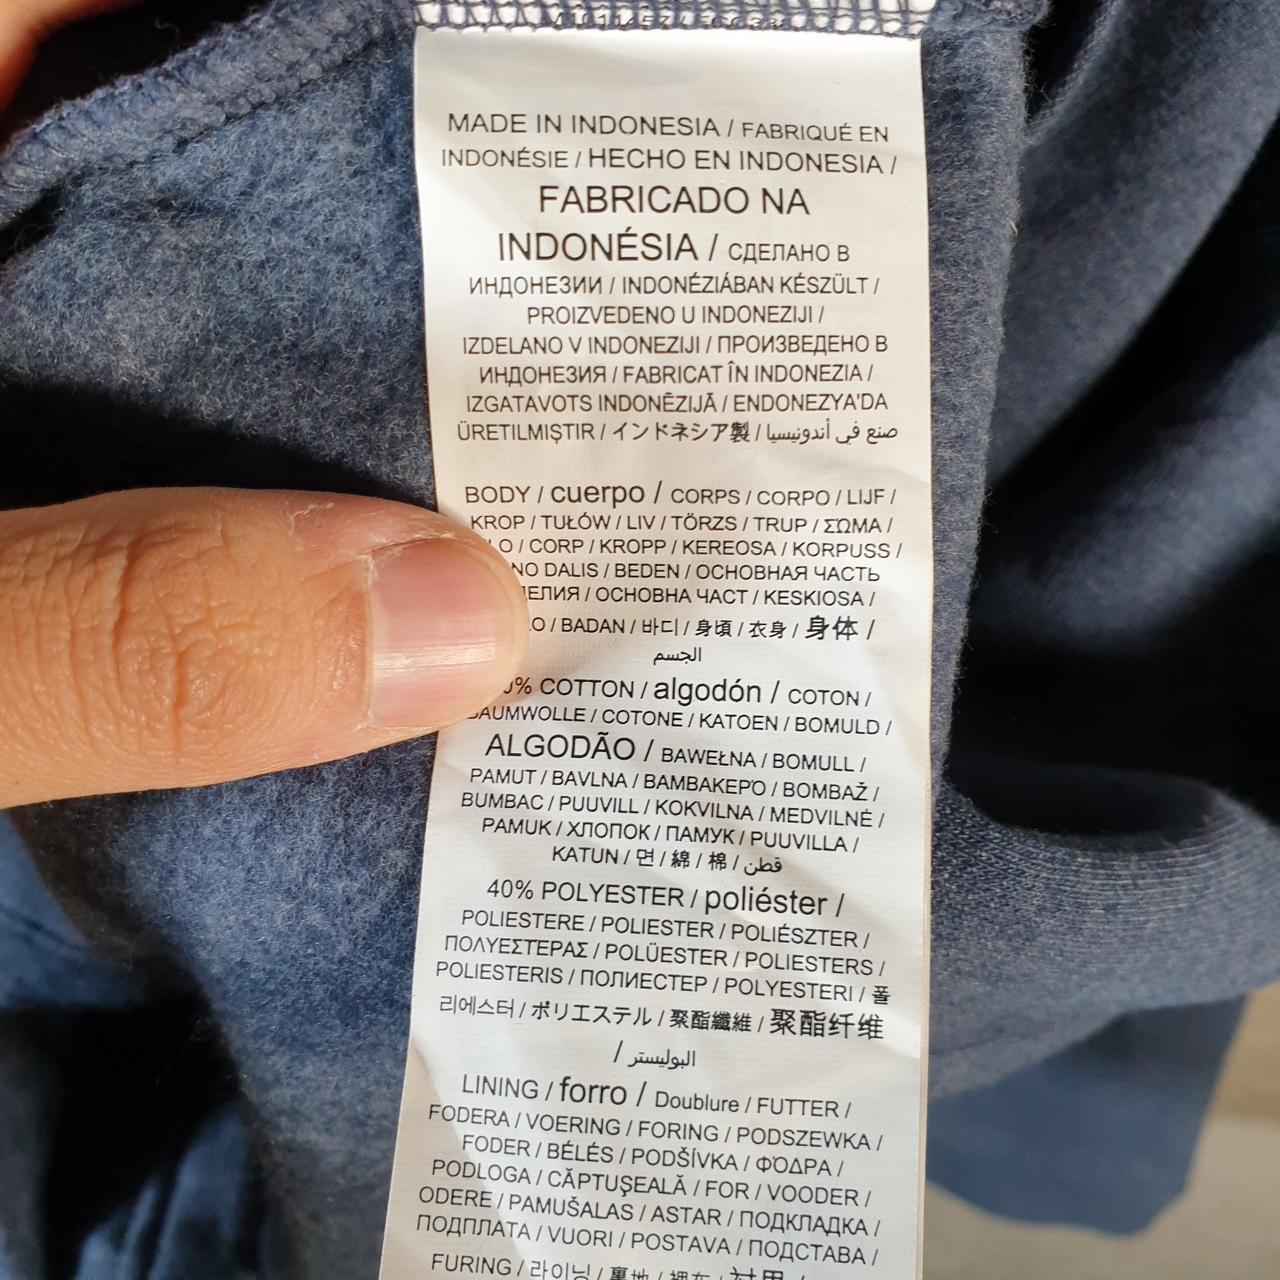 MADE IN INDONESIA / FABRIQUÉ EN
INDONÉSIE / HECHO EN INDONESIA /
FABRICADO NA
INDONÉSIA / СДЕЛАНО В
ИНДОНЕЗИИ / INDONÉZIÁBAN KÉSZÜLT /
PROIZVEDENO U INDONEZIJI /
IZDELANO V INDONEZIJI / ПРОИЗВЕДЕНО В
ИНДОНЕЗИЯ / FABRICAT ÎN INDONEZIA /
IZGATAVOTS INDONĒZIJĀ / ENDONEZYA'DA
ÜRETILMIŞTIR / インドネシア製 / صنع في أندونيسيا
BODY / cuerpo / CORPS / CORPO / LIJF /
KROP / TUŁÓW / LIV / TÖRZS / TRUP / ΣΩΜΑ /
/ CORP / KROPP / KEREOSA / KORPUSS /
DALIS / BEDEN / ОСНОВНАЯ ЧАСТЬ
/ ОСНОВНА ЧАСТ / KESKIOSA /
/ BADAN / 바디 / 身頃 / 衣身 / 身体 /
الجسم
COTTON / algodón / COTON /
BAUMWOLLE / COTONE / KATOEN / BOMULD /
ALGODÃO / BAWEŁNA / BOMULL /
PAMUT / BAVLNA / ΒΑΜΒΑΚΕΡΌ / BOMBAŽ /
BUMBAC / PUUVILL / KOKVILNA / MEDVILNĖ /
PAMUK / ХЛОПОК / ПАМУК / PUUVILLA /
KATUN / 면 / 綿 / 棉 / قطن
40% POLYESTER / poliéster /
POLIESTERE / POLIESTER / POLIÉSZTER /
ΠΟΛΥΕΣΤΕΡΑΣ / POLÜESTER / POLIESTERS /
POLIESTERIS / ПОЛИЕСТЕР / POLYESTERI / 폴
리에스터 / ポリエステル / 聚酯纖維 / 聚酯纤维
/ البوليستر
LINING / forro / Doublure / FUTTER /
FODERA / VOERING / FORING / PODSZEWKA /
FODER / BÉLÉS / PODŠÍVKA / ΦΌΔΡΑ /
PODLOGA / CĂPTUŞEALĂ / FOR / VOODER /
ODERE / PAMUŠALAS / ASTAR / ПОДКЛАДКА /
ПОДПЛАТА / VUORI / POSTAVA / ПОДСТАВА /
FURING / 라이닝 / 裏地 /